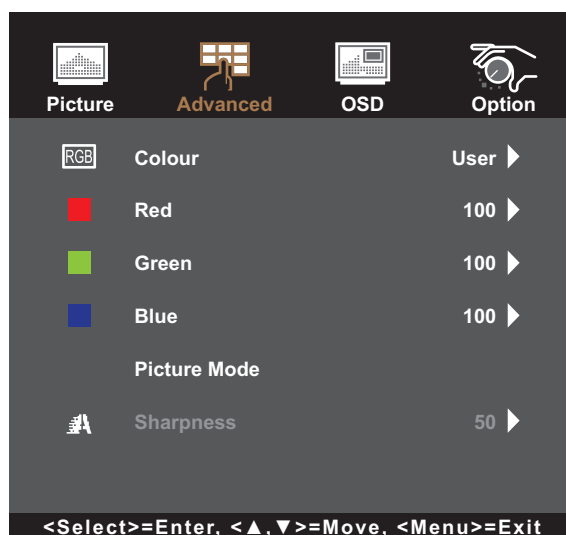 Picture Advanced OSD Option
RGB Colour User
Red 100
Green 100
Blue 100
Picture Mode
Sharpness 50
<Select>=Enter, <▲,▼>=Move, <Menu>=Exit